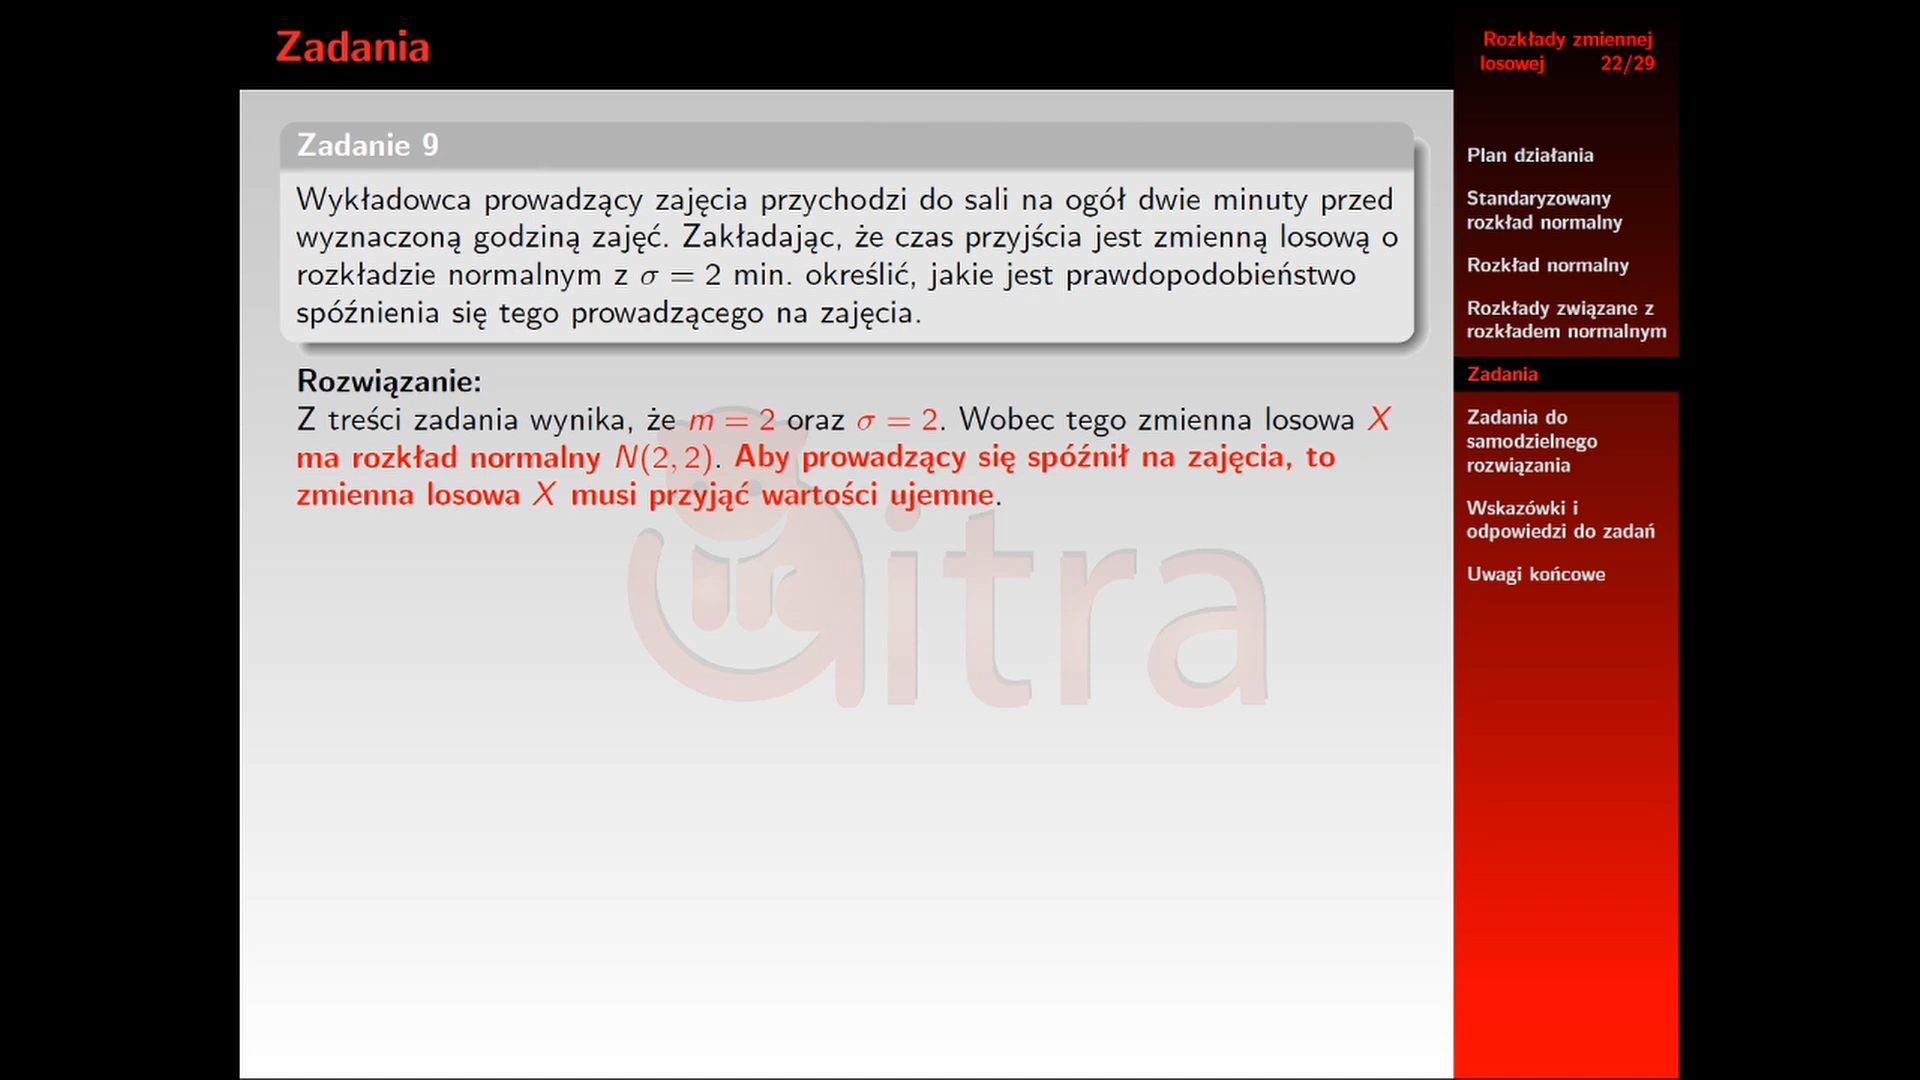 Zadania
Rozkłady zmiennej
losowej 22/29
Zadanie 9
Wykładowca prowadzący zajęcia przychodzi do sali na ogół dwie minuty przed
wyznaczoną godziną zajęć. Zakładając, że czas przyjścia jest zmienną losową o
rozkładzie normalnym z σ = 2 min. określić, jakie jest prawdopodobieństwo
spóźnienia się tego prowadzącego na zajęcia.
Rozwiązanie:
Z treści zadania wynika, że m = 2 oraz σ = 2. Wobec tego zmienna losowa X
ma rozkład normalny N(2, 2). Aby prowadzący się spóźnił na zajęcia, to
zmienna losowa X musi przyjąć wartości ujemne.
itra
Plan działania
Standaryzowany
rozkład normalny
Rozkład normalny
Rozkłady związane z
rozkładem normalnym
Zadania
Zadania do
samodzielnego
rozwiązania
Wskazówki i
odpowiedzi do zadań
Uwagi końcowe